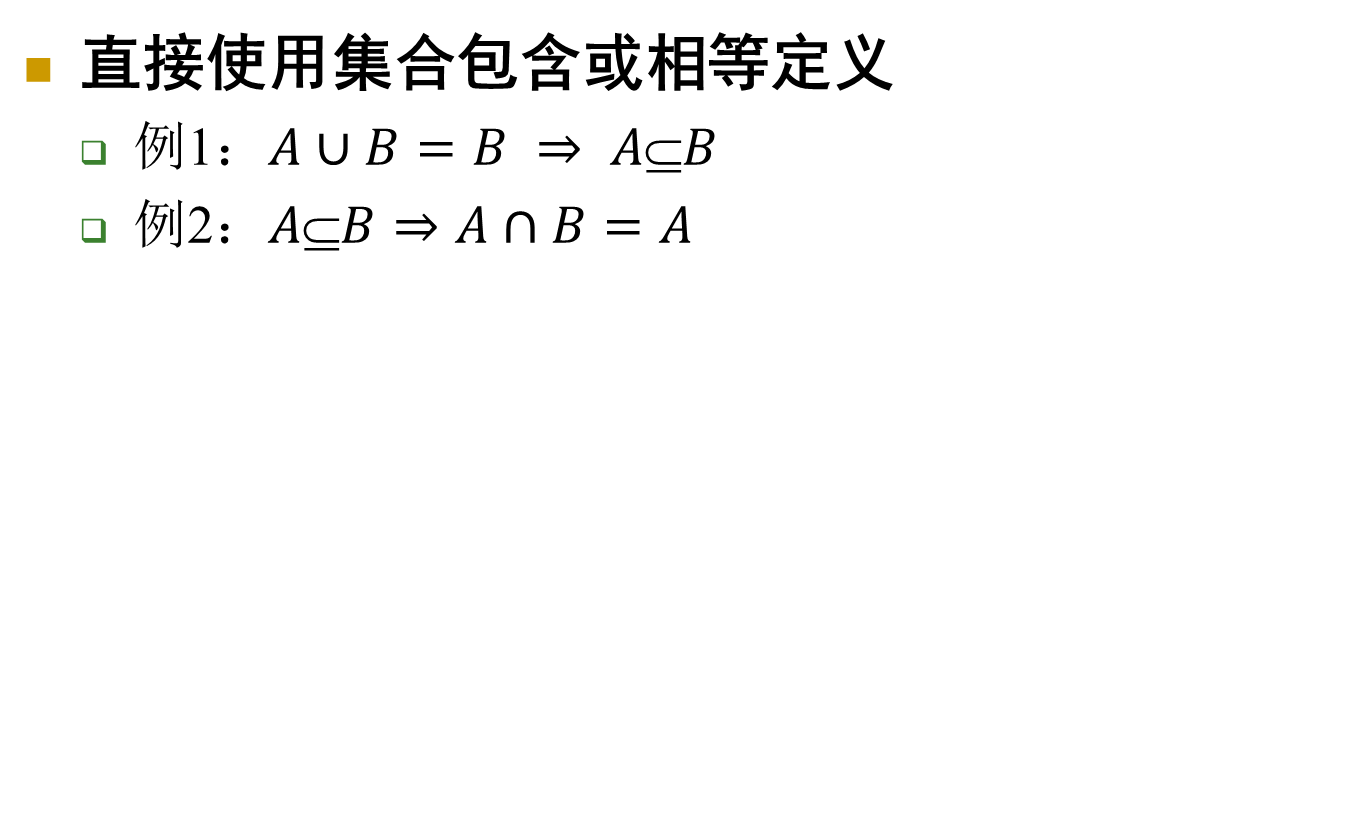 直接使用集合包含或相等定义
例1：A ∪ B = B ⇒ A⊆B
例2：A⊆B ⇒ A ∩ B = A